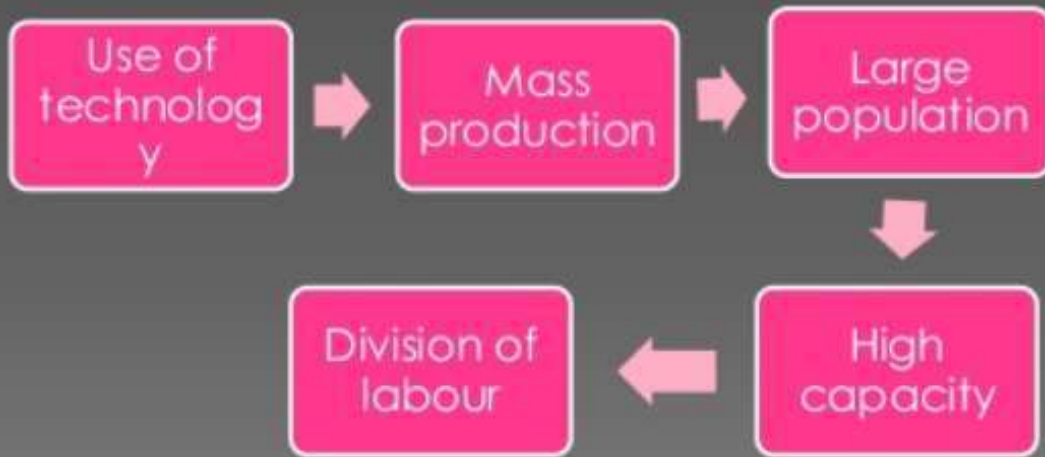 Use of
technolog
y
Mass
production
Large
population
High
capacity
Division of
labour